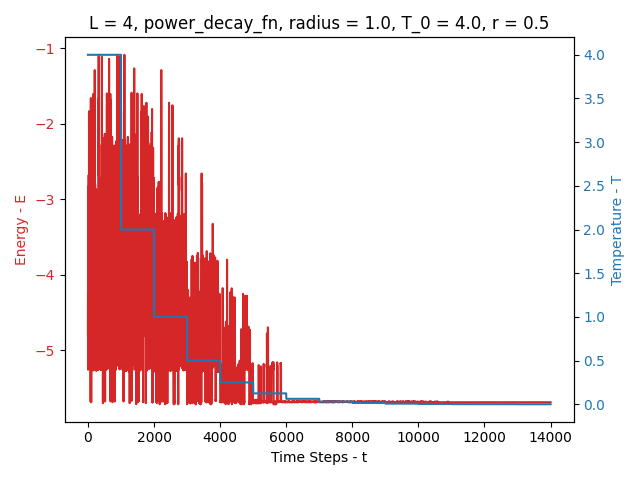 L = 4, power_decay_fn, radius = 1.0, T_0 = 4.0, r = 0.5
−1
−2
−3
−4
−5
Energy - E
4.0
3.5
3.0
2.5
2.0
1.5
1.0
0.5
0.0
Temperature - T
0 2000 4000 6000 8000 10000 12000 14000
Time Steps - t